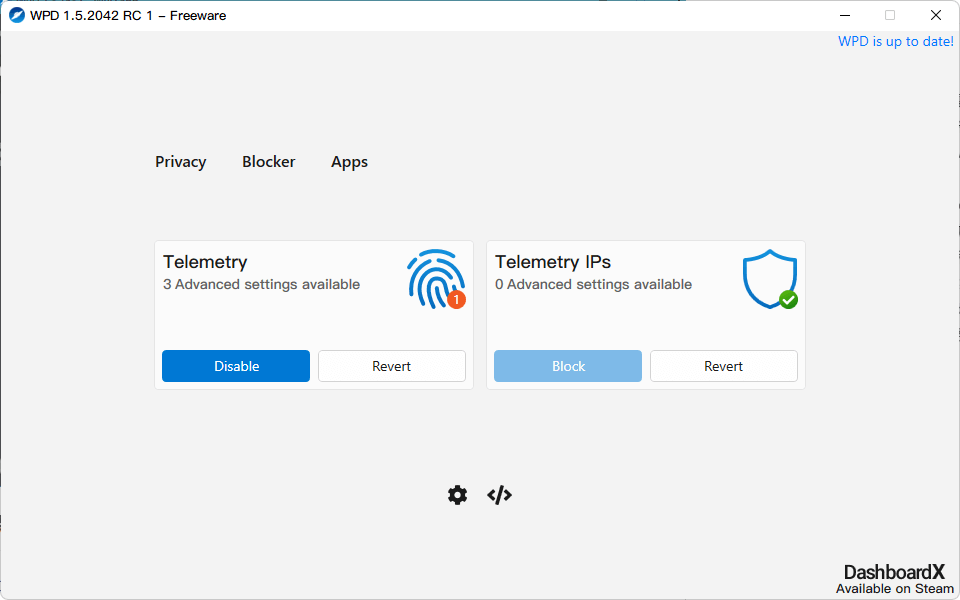 WPD 1.5.2042 RC 1 – Freeware
WPD is up to date!
Privacy Blocker Apps
Telemetry
3 Advanced settings available
1
Disable Revert
Telemetry IPs
0 Advanced settings available
Block Revert
DashboardX
Available on Steam